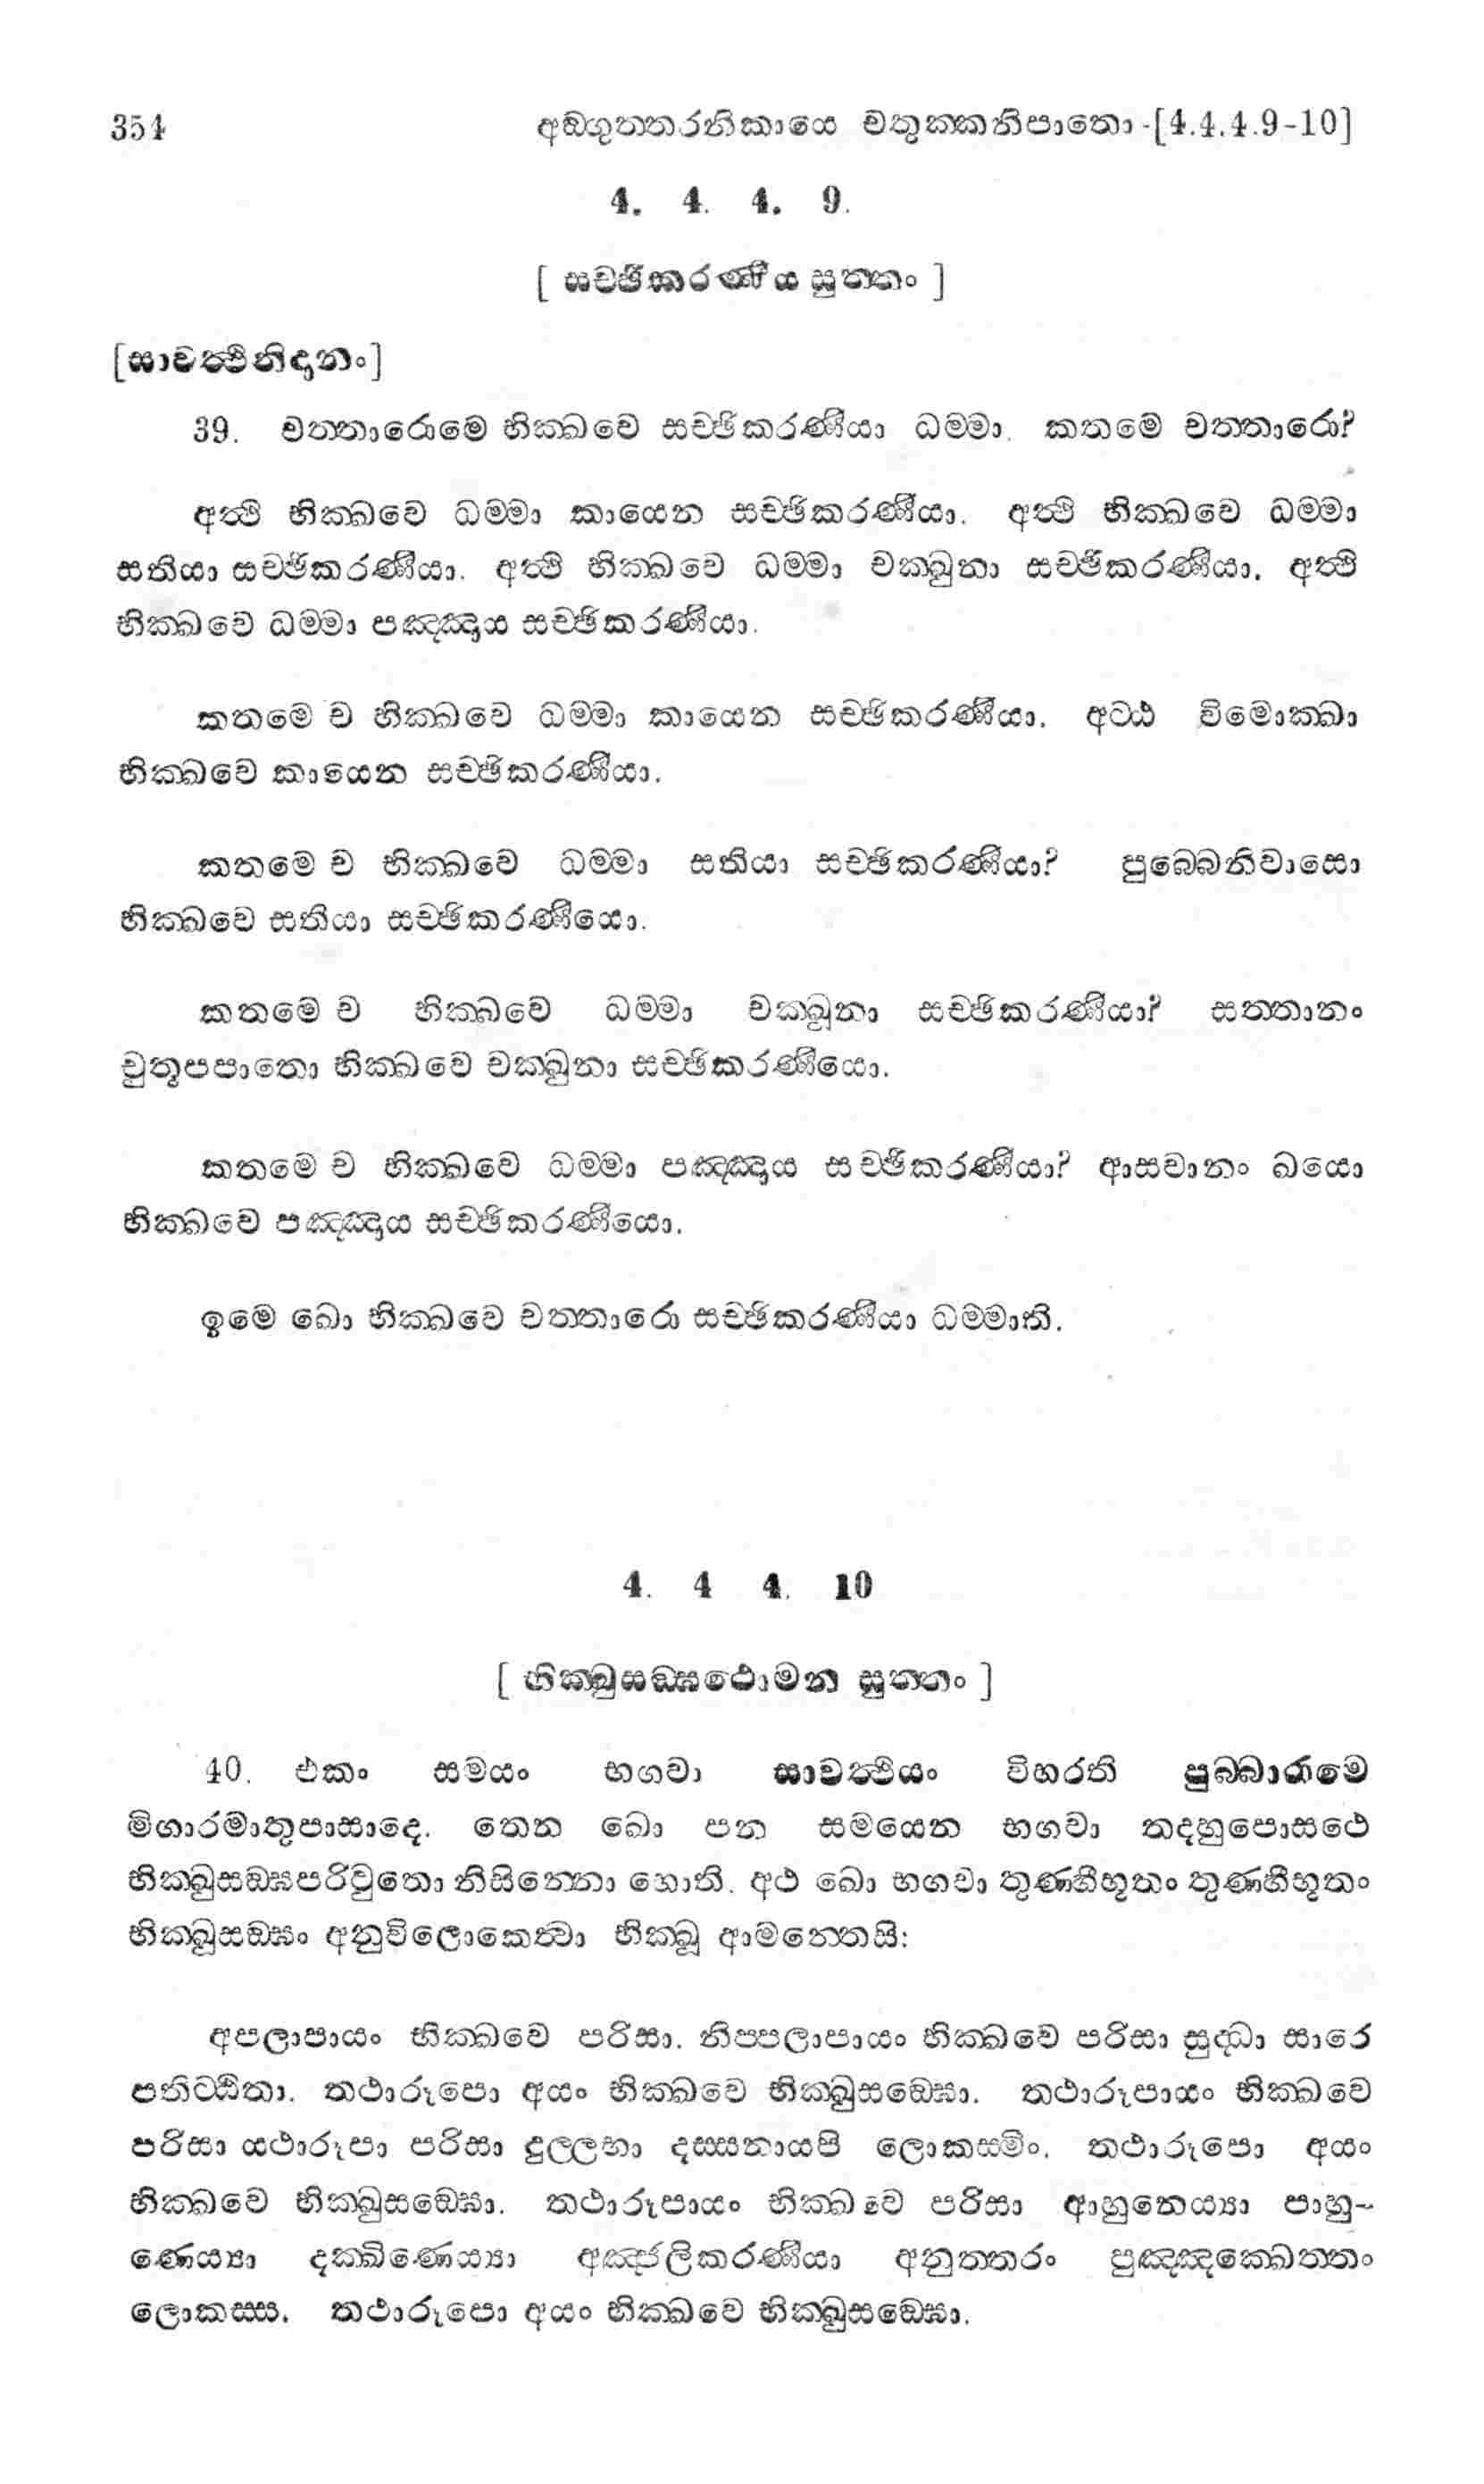 354 අඞ්ගුත්තරනිකායෙ චතුක්කනිපාතො -[4.4.4.9-10]
4. 4. 4. 9.
[ සච්ඡිකරණීය සුත්තං ]
[සාවත්ථිනිදානං]
39. චත්තාරොමෙ භික්ඛවෙ සච්ඡිකරණීයා ධම්මා. කතමෙ චත්තාරො?
අත්ථි භික්ඛවෙ ධම්මා කායෙන සච්ඡිකරණීයා. අත්ථි භික්ඛවෙ ධම්මා
සතියා සච්ඡිකරණීයා. අත්ථි භික්ඛවෙ ධම්මා චක්ඛුනා සච්ඡිකරණීයා. අත්ථි
භික්ඛවෙ ධම්මා පඤ්ඤාය සච්ඡිකරණීයා.
කතමෙ ච භික්ඛවෙ ධම්මා කායෙන සච්ඡිකරණීයා. අට්ඨ විමොක්ඛා
භික්ඛවෙ කායෙන සච්ඡිකරණීයා.
කතමෙ ච භික්ඛවෙ ධම්මා සතියා සච්ඡිකරණීයා? පුබ්බෙනිවාසො
භික්ඛවෙ සතියා සච්ඡිකරණීයො.
කතමෙ ච භික්ඛවෙ ධම්මා චක්ඛුනා සච්ඡිකරණීයා? සත්තානං
චුතූපපාතො භික්ඛවෙ චක්ඛුනා සච්ඡිකරණීයො.
කතමෙ ච භික්ඛවෙ ධම්මා පඤ්ඤාය සච්ඡිකරණීයා? ආසවානං ඛයො
භික්ඛවෙ පඤ්ඤාය සච්ඡිකරණීයො.
ඉමෙ ඛො භික්ඛවෙ චත්තාරො සච්ඡිකරණීයා ධම්මාති.
4. 4 4. 10
[ භික්ඛුසඞ්ඝථොමන සුත්තං ]
40. එකං සමයං භගවා සාවත්ථියං විහරති පුබ්බාරාමෙ
මිගාරමාතුපාසාදෙ. තෙන ඛො පන සමයෙන භගවා තදහුපොසථෙ
භික්ඛුසඞ්ඝපරිවුතො නිසින්නො හොති. අථ ඛො භගවා තුණ්හීභූතං තුණ්හීභූතං
භික්ඛුසඞ්ඝං අනුවිලොකෙත්වා භික්ඛූ ආමන්තෙසි:
අපලාපායං භික්ඛවෙ පරිසා. නිප්පලාපායං භික්ඛවෙ පරිසා සුද්ධා සාරෙ
පතිට්ඨිතා. තථාරූපො අයං භික්ඛවෙ භික්ඛුසඞ්ඝො. තථාරූපායං භික්ඛවෙ
පරිසා යථාරූපා පරිසා දුල්ලභා දස්සනායපි ලොකස්මිං. තථාරූපො අයං
භික්ඛවෙ භික්ඛුසඞ්ඝො. තථාරූපායං භික්ඛවෙ පරිසා ආහුනෙය්‍යා පාහු-
ණෙය්‍යා දක්ඛිණෙය්‍යා අඤ්ජලිකරණීයා අනුත්තරං පුඤ්ඤක්ඛෙත්තං
ලොකස්ස. තථාරූපො අයං භික්ඛවෙ භික්ඛුසඞ්ඝො.